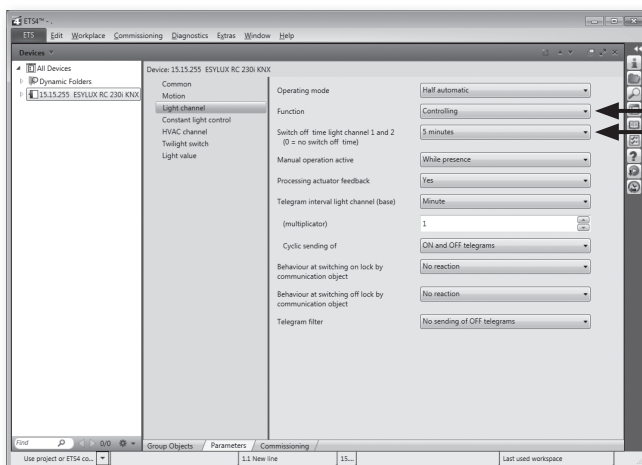 ETS4™ - .
ETS Edit Workplace Commissioning Diagnostics Extras Window Help
Devices
All Devices
Dynamic Folders
15.15.255 ESYLUX RC 230i KNX
Device: 15.15.255 ESYLUX RC 230i KNX
Common
Motion
Light channel
Constant light control
HVAC channel
Twilight switch
Light value
Operating mode Half automatic
Function Controlling
Switch off time light channel 1 and 2 5 minutes
(0 = no switch off time)
Manual operation active While presence
Processing actuator feedback Yes
Telegram interval light channel (base) Minute
(multiplicator) 1
Cyclic sending of ON and OFF telegrams
Behaviour at switching on lock by No reaction
communication object
Behaviour at switching off lock by No reaction
communication object
Telegram filter No sending of OFF telegrams
Find 0/0
Group Objects Parameters Commissioning
Use project or ETS4 co... 1.1 New line 15.... Last used workspace